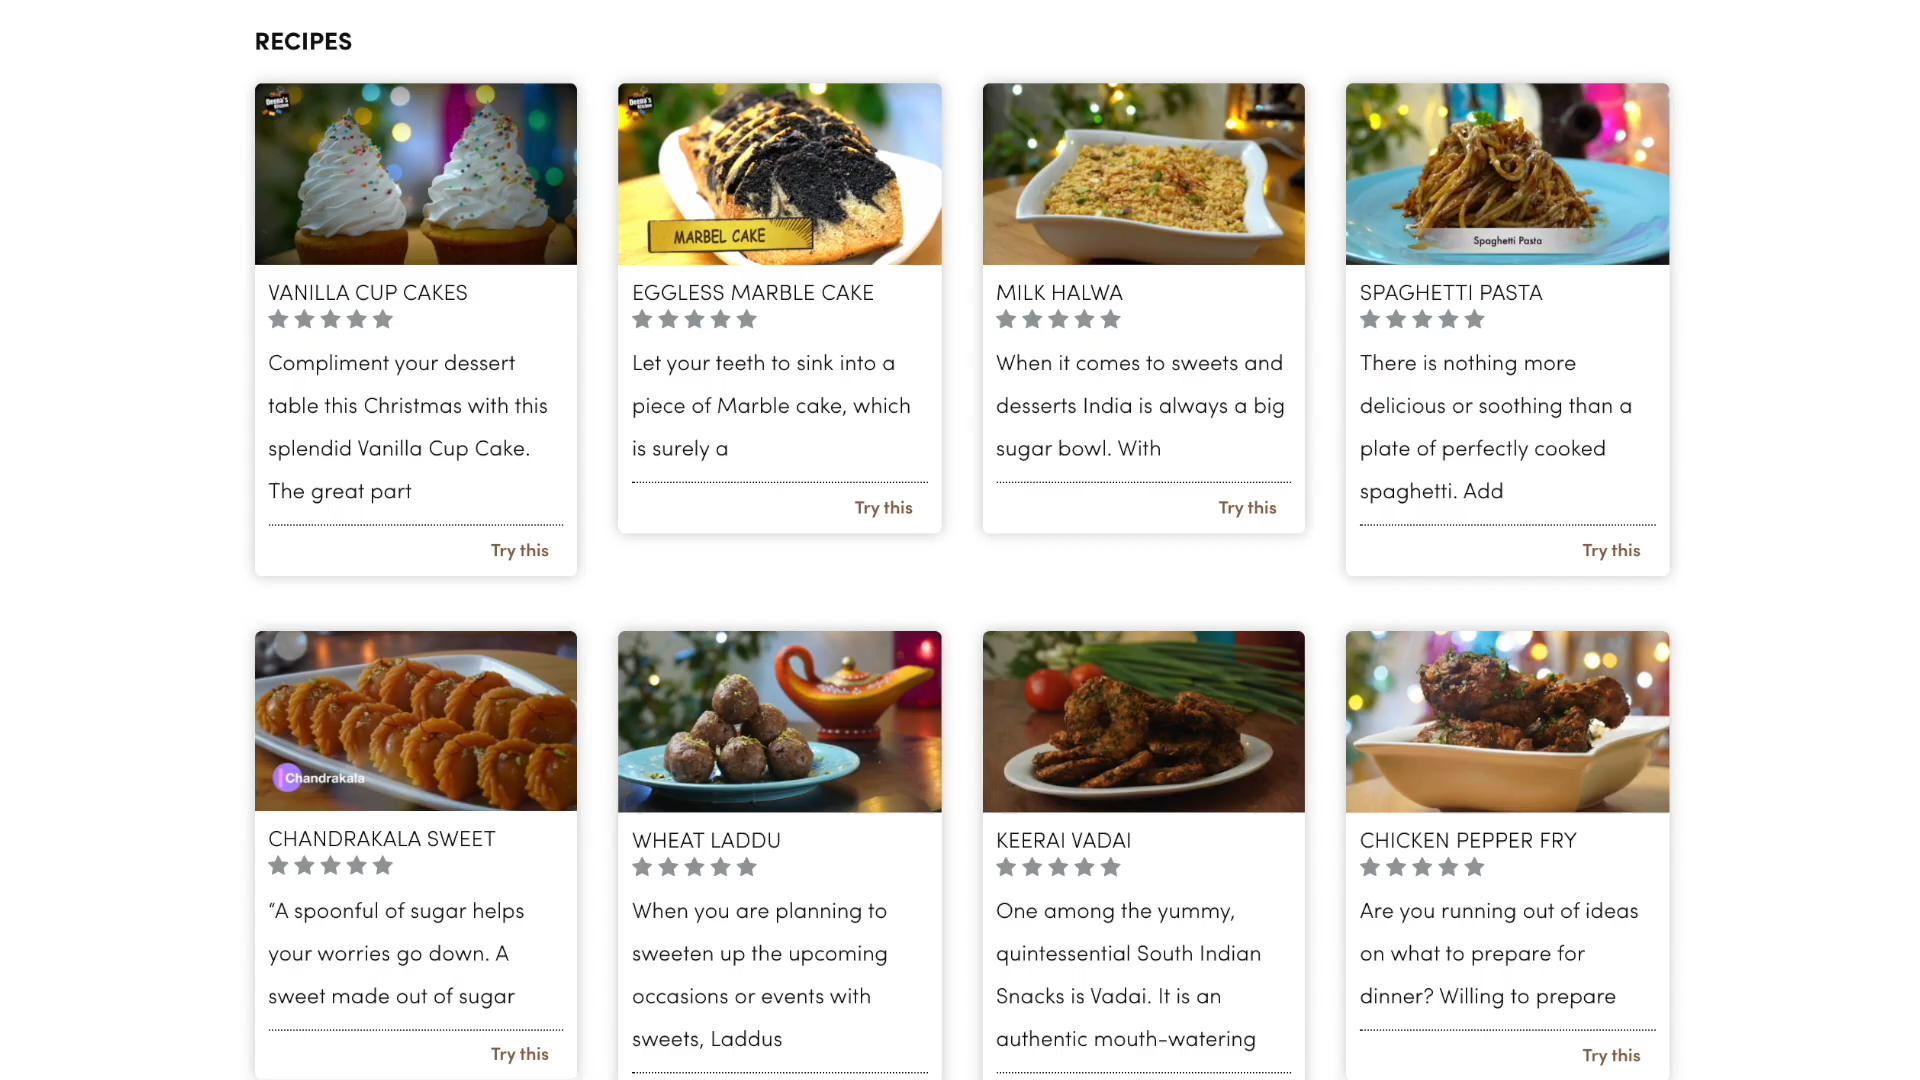 RECIPES
Deena's
Kitchen
Deena's
Kitchen
MARBEL CAKE
Spaghetti Pasta
VANILLA CUP CAKES
Compliment your dessert
table this Christmas with this
splendid Vanilla Cup Cake.
The great part
Try this
EGGLESS MARBLE CAKE
Let your teeth to sink into a
piece of Marble cake, which
is surely a
Try this
MILK HALWA
When it comes to sweets and
desserts India is always a big
sugar bowl. With
Try this
SPAGHETTI PASTA
There is nothing more
delicious or soothing than a
plate of perfectly cooked
spaghetti. Add
Try this
Chandrakala
CHANDRAKALA SWEET
“A spoonful of sugar helps
your worries go down. A
sweet made out of sugar
Try this
WHEAT LADDU
When you are planning to
sweeten up the upcoming
occasions or events with
sweets, Laddus
KEERAI VADAI
One among the yummy,
quintessential South Indian
Snacks is Vadai. It is an
authentic mouth-watering
CHICKEN PEPPER FRY
Are you running out of ideas
on what to prepare for
dinner? Willing to prepare
Try this